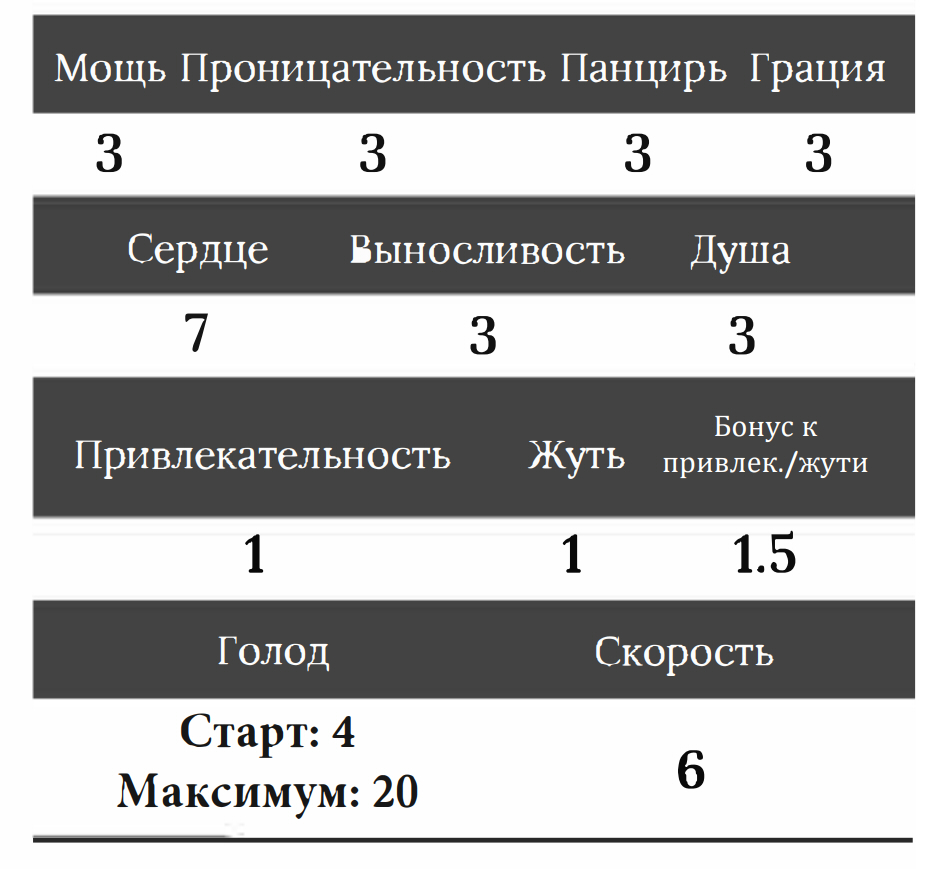 Мощь Проницательность Панцирь Грация
3 3 3 3
Сердце Выносливость Душа
7 3 3
Привлекательность Жуть Бонус к
привлек./жути
1 1 1.5
Голод Скорость
Старт: 4
Максимум: 20
6